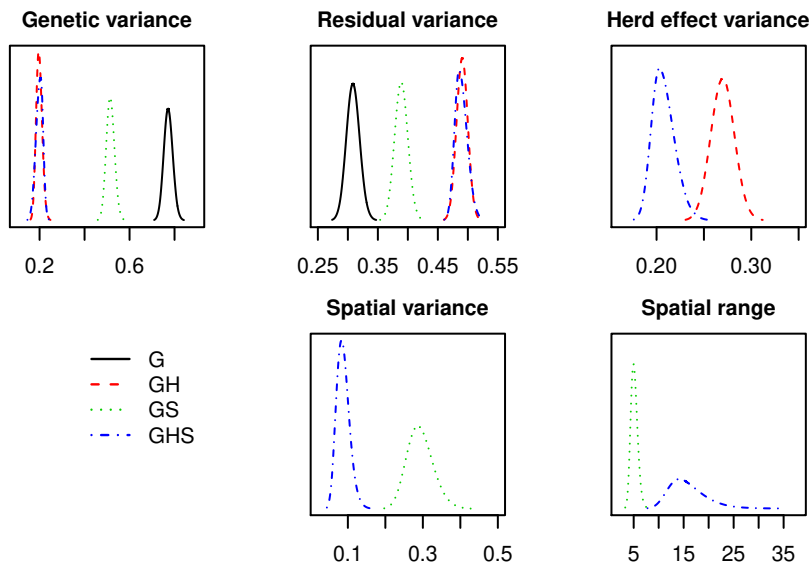 Genetic variance
Residual variance
Herd effect variance
0.2 0.6
0.25 0.35 0.45 0.55
0.20 0.30
Spatial variance
Spatial range
G
GH
GS
GHS
0.1 0.3 0.5
5 15 25 35